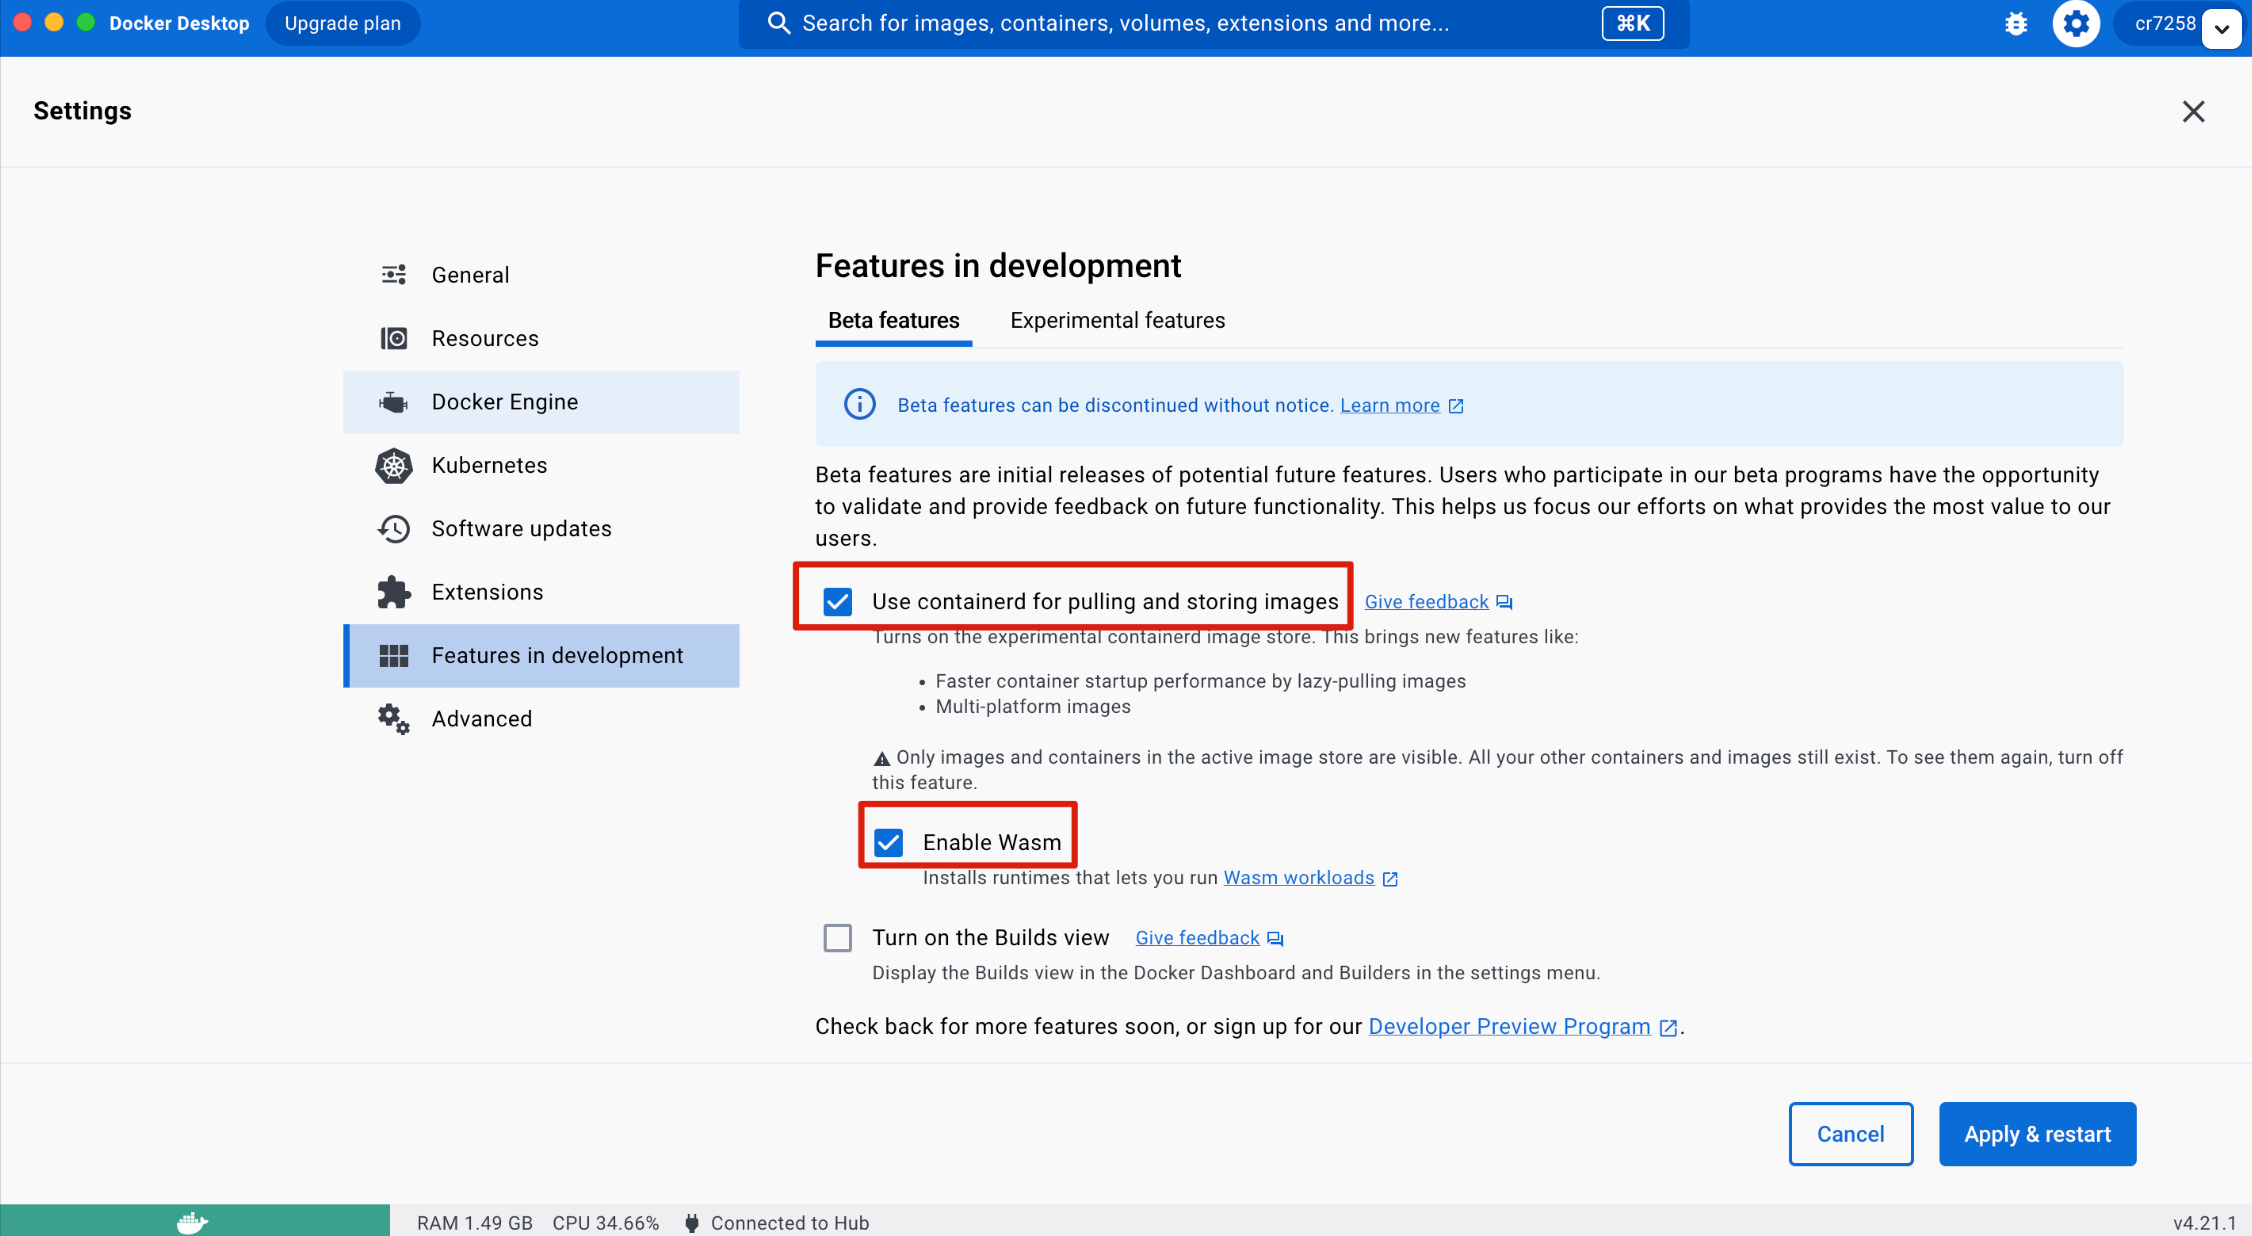 Docker Desktop
Upgrade plan
Search for images, containers, volumes, extensions and more...
⌘K
cr7258
Settings
General
Resources
Docker Engine
Kubernetes
Software updates
Extensions
Features in development
Advanced
Features in development
Beta features
Experimental features
Beta features can be discontinued without notice. Learn more
Beta features are initial releases of potential future features. Users who participate in our beta programs have the opportunity
to validate and provide feedback on future functionality. This helps us focus our efforts on what provides the most value to our
users.
Use containerd for pulling and storing images Give feedback
Turns on the experimental containerd image store. This brings new features like:
• Faster container startup performance by lazy-pulling images
• Multi-platform images
Only images and containers in the active image store are visible. All your other containers and images still exist. To see them again, turn off
this feature.
Enable Wasm
Installs runtimes that lets you run Wasm workloads
Turn on the Builds view Give feedback
Display the Builds view in the Docker Dashboard and Builders in the settings menu.
Check back for more features soon, or sign up for our Developer Preview Program .
Cancel
Apply & restart
RAM 1.49 GB CPU 34.66% Connected to Hub
v4.21.1